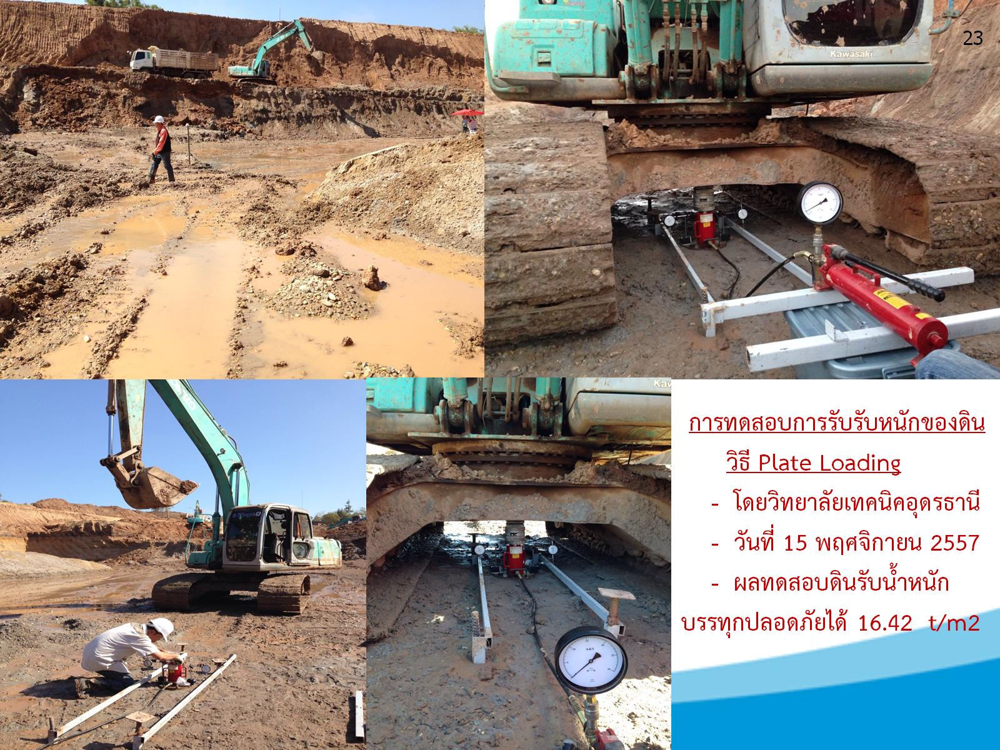 23
Kawasaki
A&S
Kaw
A&S
การทดสอบการรับรับหนักของดิน
วิธี Plate Loading
- โดยวิทยาลัยเทคนิคอุดรธานี
- วันที่ 15 พฤศจิกายน 2557
- ผลทดสอบดินรับน้ำหนัก
บรรทุกปลอดภัยได้ 16.42 t/m2